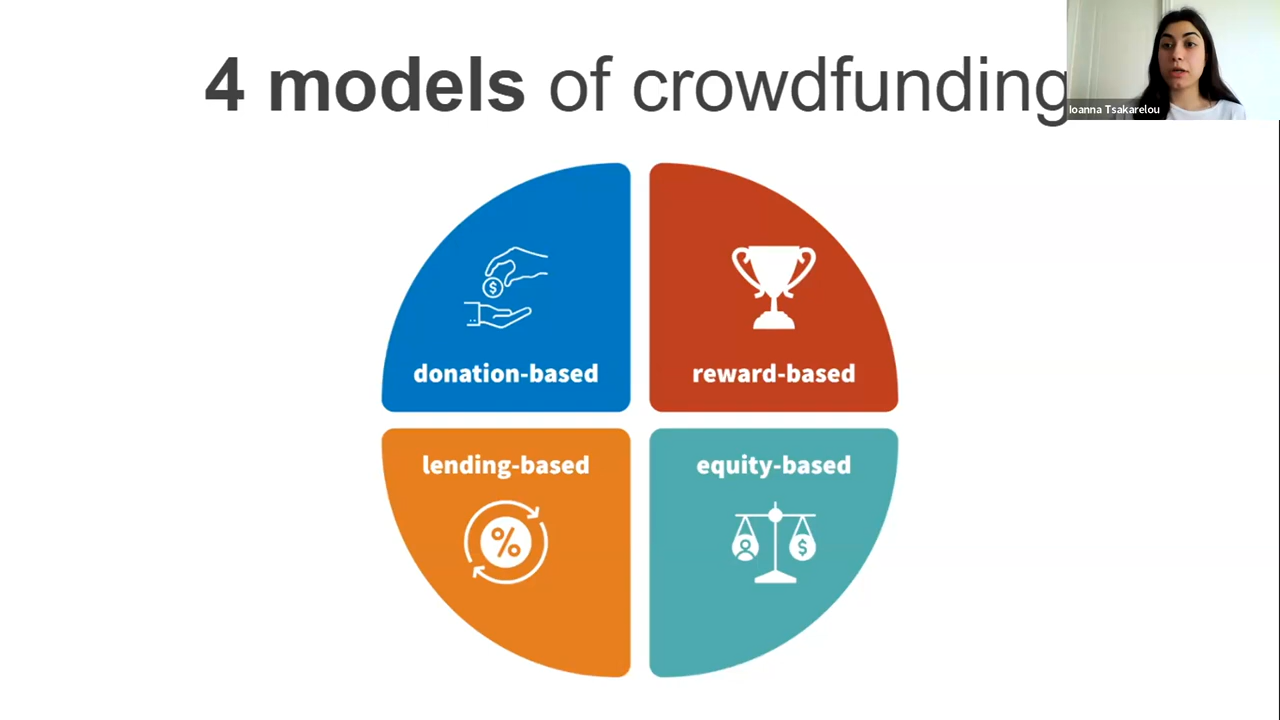 4 models of crowdfunding
Ioanna Tsakarelou
$
donation-based
reward-based
lending-based
equity-based
%
$